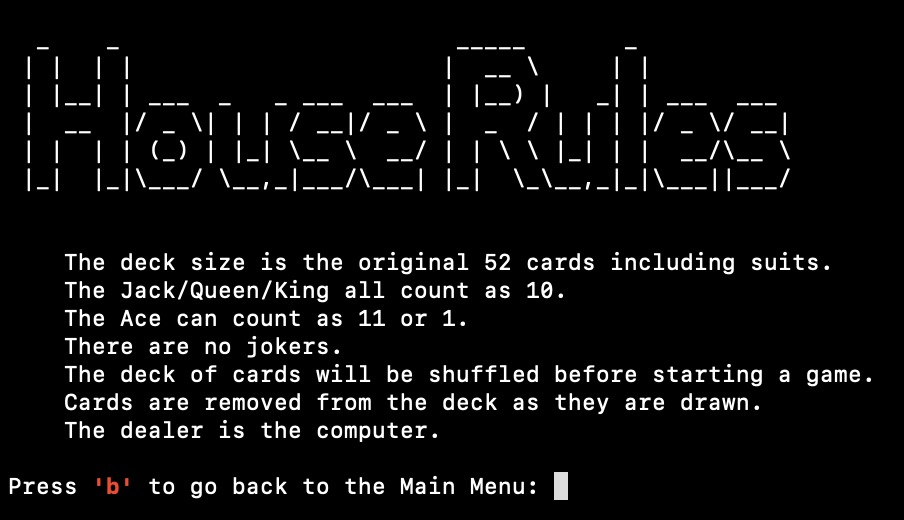 House Rules
The deck size is the original 52 cards including suits.
The Jack/Queen/King all count as 10.
The Ace can count as 11 or 1.
There are no jokers.
The deck of cards will be shuffled before starting a game.
Cards are removed from the deck as they are drawn.
The dealer is the computer.
Press 'b' to go back to the Main Menu: